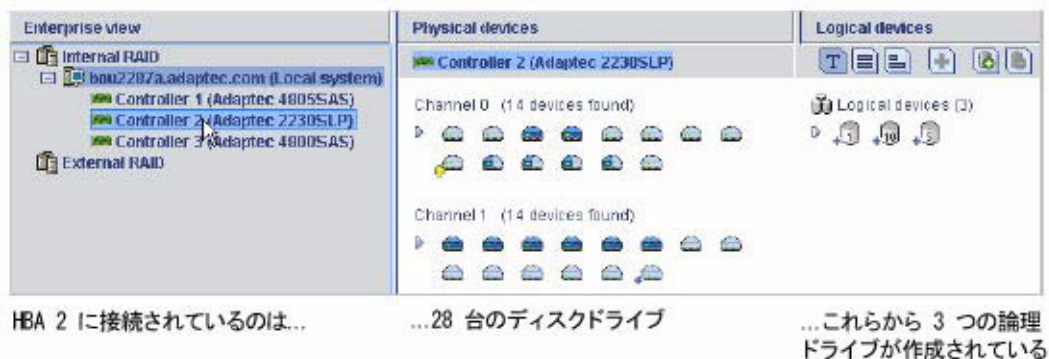 Enterprise view
Internal RAID
bou2287a.adaptec.com (Local system)
Controller 1 (Adaptec 4805SAS)
Controller 2 (Adaptec 2230SLP)
Controller 3 (Adaptec 4800SAS)
External RAID
Physical devices
Controller 2 (Adaptec 2230SLP)
Channel 0 (14 devices found)
Channel 1 (14 devices found)
Logical devices
T
Logical devices (3)
1 10 5
HBA 2 に接続されているのは...
...28 台のディスクドライブ
...これらから 3 つの論理
ドライブが作成されている